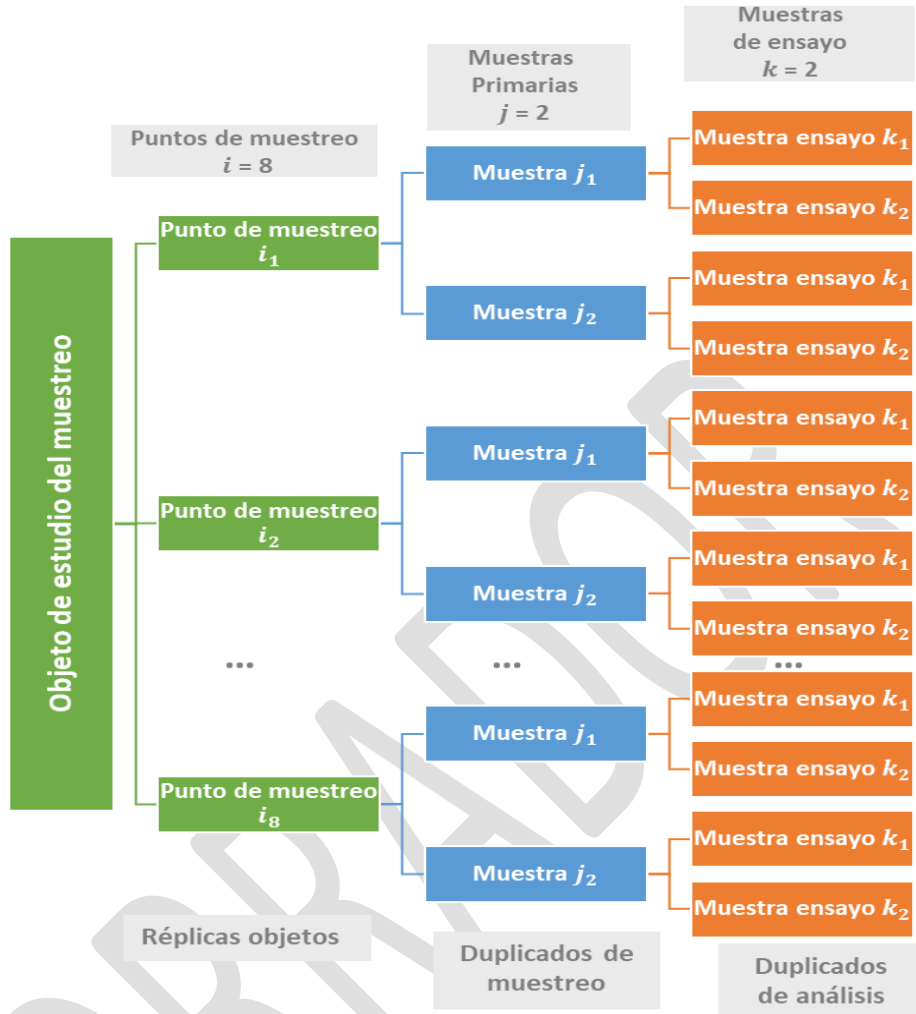 Muestras
de ensayo
k = 2
Muestras
Primarias
j = 2
Puntos de muestreo
i = 8
Objeto de estudio del muestreo
Punto de muestreo
i₁
Muestra j₁
Muestra ensayo k₁
Muestra ensayo k₂
Muestra j₂
Muestra ensayo k₁
Muestra ensayo k₂
Punto de muestreo
i₂
Muestra j₁
Muestra ensayo k₁
Muestra ensayo k₂
Muestra j₂
Muestra ensayo k₁
Muestra ensayo k₂
... ... ...
Punto de muestreo
i₈
Muestra j₁
Muestra ensayo k₁
Muestra ensayo k₂
Muestra j₂
Muestra ensayo k₁
Muestra ensayo k₂
Réplicas objetos
Duplicados de
muestreo
Duplicados
de análisis
BORRADOR